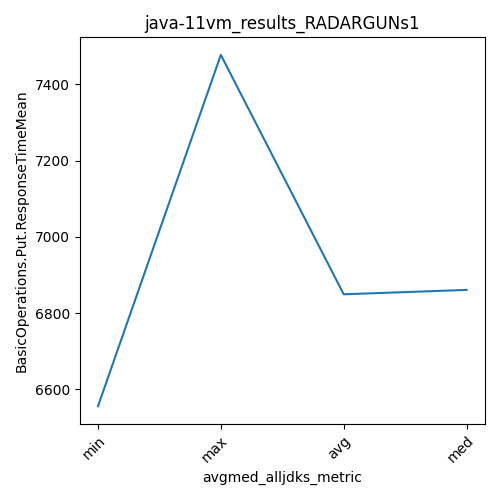 java-11vm_results_RADARGUNs1
BasicOperations.Put.ResponseTimeMean
7400
7200
7000
6800
6600
min
max
avg
med
avgmed_alljdks_metric